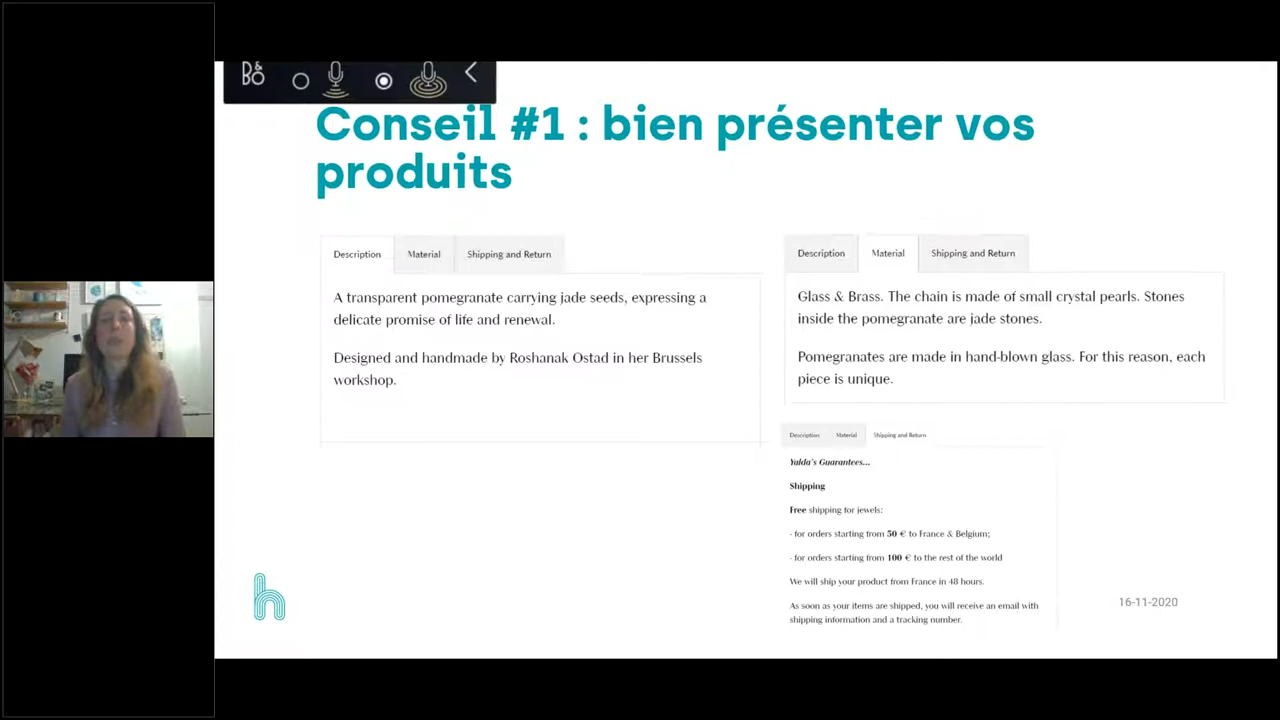 B&BO
Conseil #1 : bien présenter vos
produits
Description Material Shipping and Return
A transparent pomegranate carrying jade seeds, expressing a
delicate promise of life and renewal.
Designed and handmade by Roshanak Ostad in her Brussels
workshop.
Description Material Shipping and Return
Glass & Brass. The chain is made of small crystal pearls. Stones
inside the pomegranate are jade stones.
Pomegranates are made in hand-blown glass. For this reason, each
piece is unique.
Description Material Shipping and Return
Yalda's Guarantees...
Shipping
Free shipping for jewels:
- for orders starting from 50 € to France & Belgium;
- for orders starting from 100 € to the rest of the world
We will ship your product from France in 48 hours.
As soon as your items are shipped, you will receive an email with
shipping information and a tracking number.
h
16-11-2020